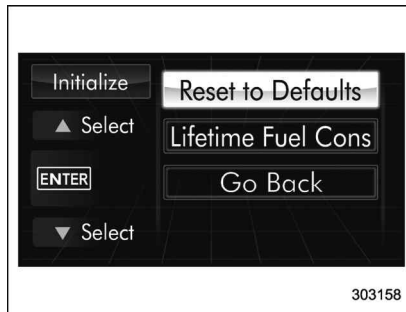 Initialize
▲ Select
ENTER
▼ Select
Reset to Defaults
Lifetime Fuel Cons
Go Back
303158